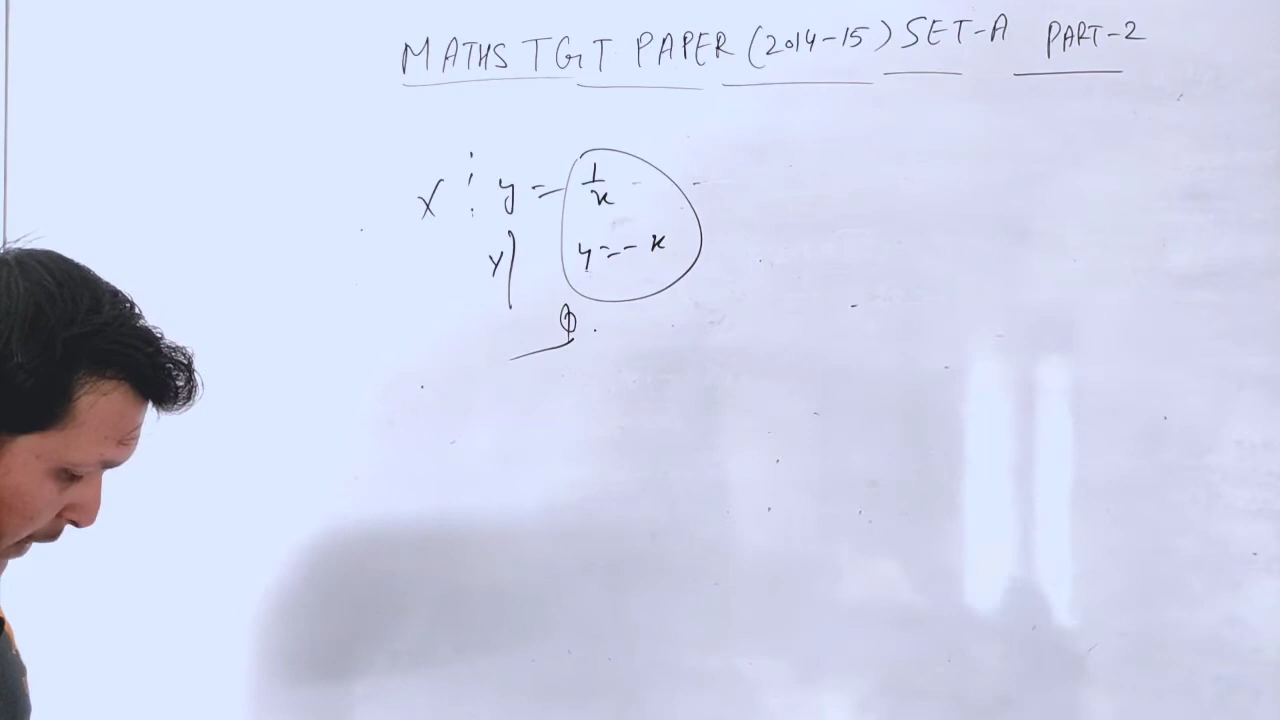 MATHS TGT PAPER (2014-15) SET-A PART-2
X : y = 1/x
Y| y = - x
φ.